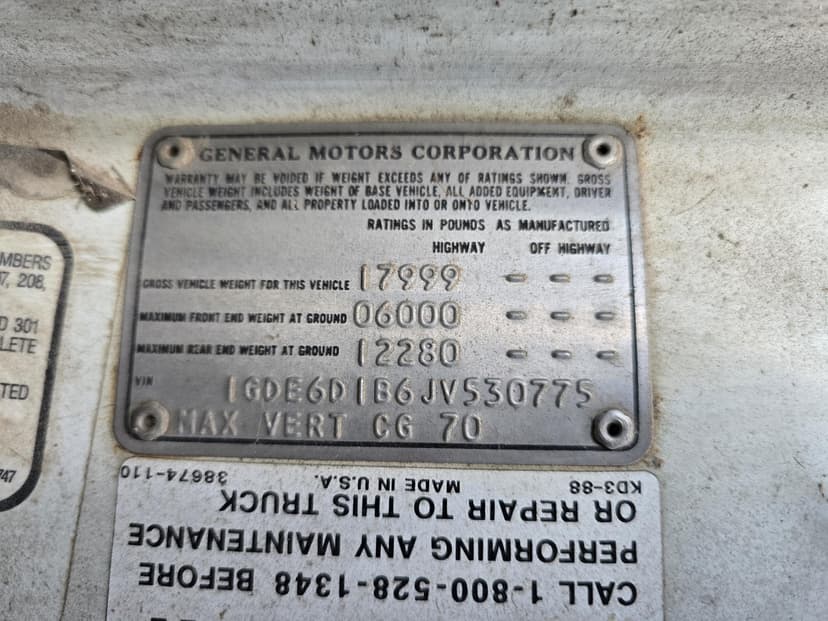 GENERAL MOTORS CORPORATION
WARRANTY MAY BE VOIDED IF WEIGHT EXCEEDS ANY OF RATINGS SHOWN. GROSS
VEHICLE WEIGHT INCLUDES WEIGHT OF BASE VEHICLE, ALL ADDED EQUIPMENT, DRIVER
AND PASSENGERS, AND ALL PROPERTY LOADED INTO OR ONTO VEHICLE.
RATINGS IN POUNDS AS MANUFACTURED
HIGHWAY OFF HIGHWAY
GROSS VEHICLE WEIGHT FOR THIS VEHICLE 17999 - - -
MAXIMUM FRONT END WEIGHT AT GROUND 06000 - - -
MAXIMUM REAR END WEIGHT AT GROUND 12280 - - -
VIN 1GDE6D1B6JV530775
MAX VERT CG 70
MBERS
7, 208,
D 301
LETE
TED
747
CALL 1-800-528-1348 BEFORE
PERFORMING ANY MAINTENANCE
OR REPAIR TO THIS TRUCK
KD3-88 MADE IN U.S.A. 38674-110